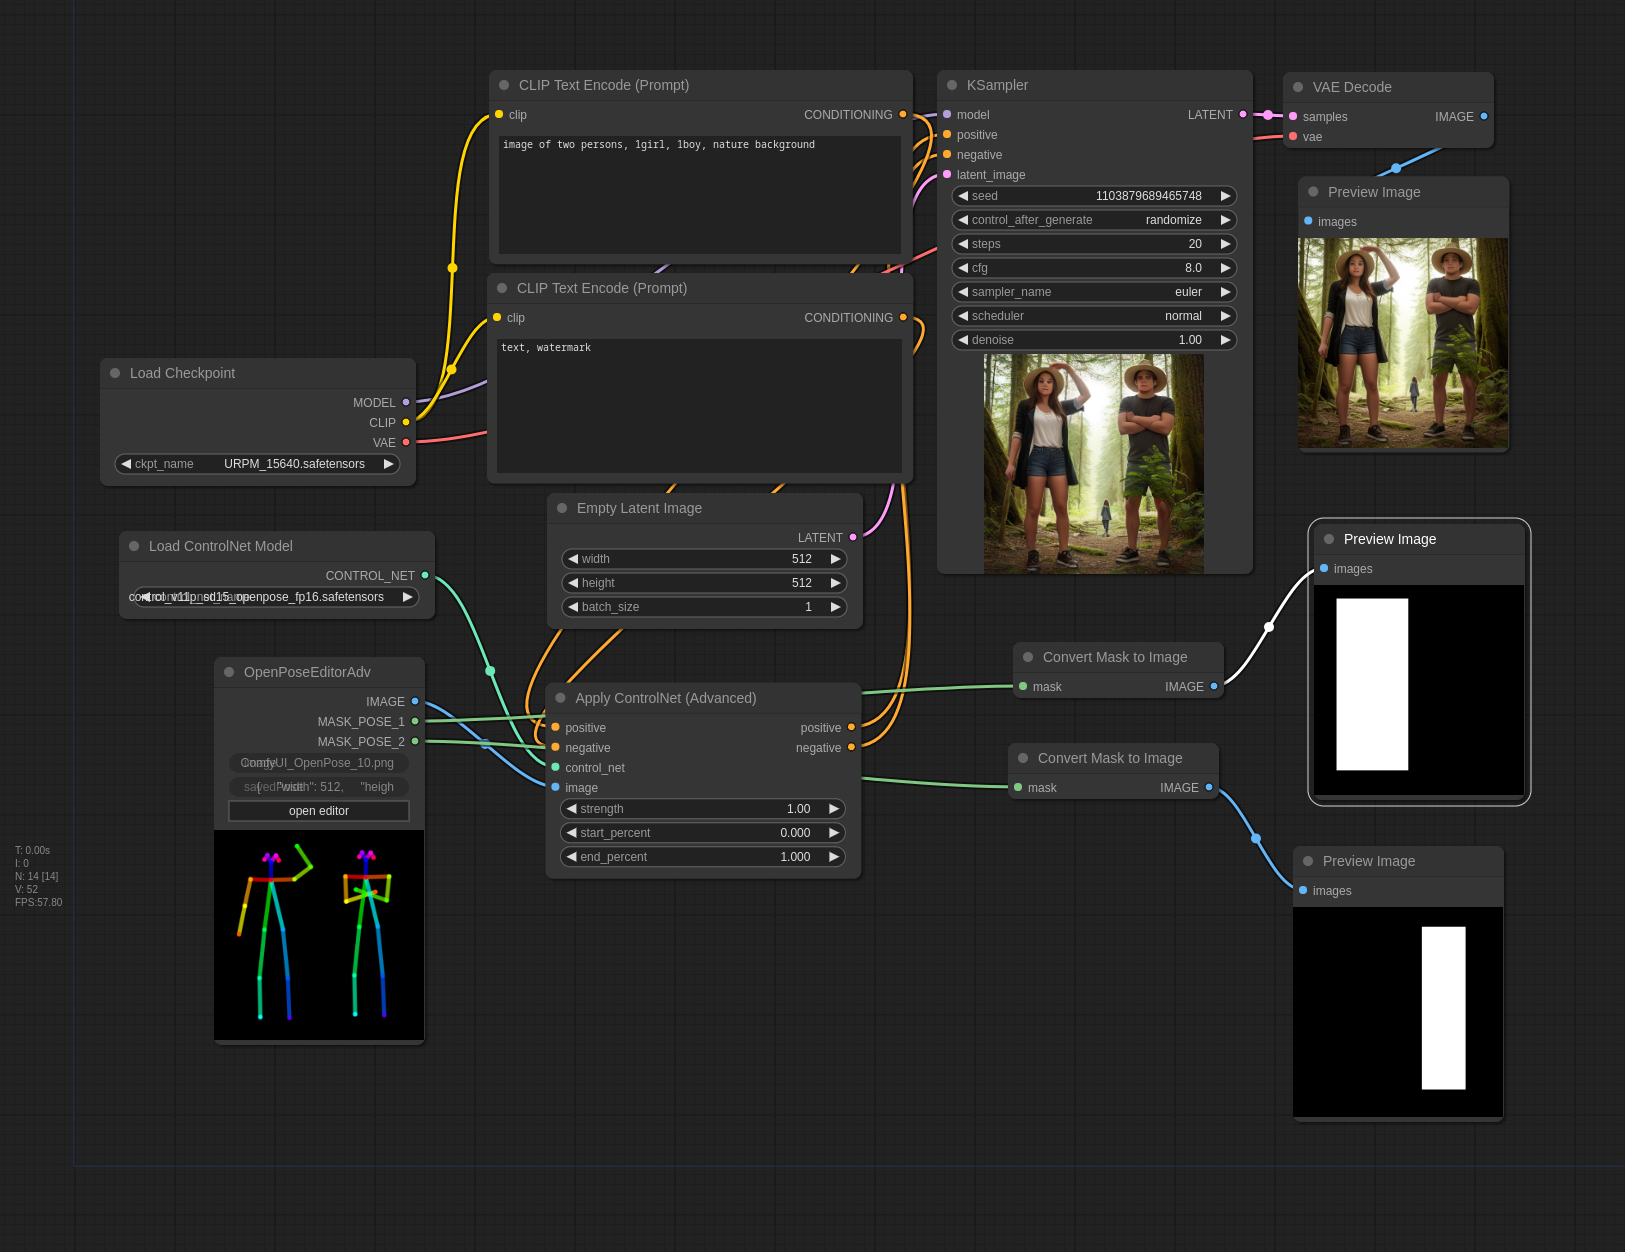 CLIP Text Encode (Prompt)
clip
CONDITIONING
image of two persons, 1girl, 1boy, nature background
CLIP Text Encode (Prompt)
clip
CONDITIONING
text, watermark
KSampler
model
LATENT
positive
negative
latent_image
seed 1103879689465748
control_after_generate randomize
steps 20
cfg 8.0
sampler_name euler
scheduler normal
denoise 1.00
VAE Decode
samples
IMAGE
vae
Preview Image
images
Load Checkpoint
MODEL
CLIP
VAE
ckpt_name URPM_15640.safetensors
Load ControlNet Model
CONTROL_NET
control_v11p_sd15_openpose_fp16.safetensors
Empty Latent Image
LATENT
width 512
height 512
batch_size 1
OpenPoseEditorAdv
IMAGE
MASK_POSE_1
MASK_POSE_2
ComfyUI_OpenPose_10.png
savedPose { "width": 512, "heigh
open editor
Apply ControlNet (Advanced)
positive positive
negative negative
control_net
image
strength 1.00
start_percent 0.000
end_percent 1.000
Convert Mask to Image
mask IMAGE
Convert Mask to Image
mask IMAGE
Preview Image
images
Preview Image
images
T: 0.00s
I: 0
N: 14 [14]
V: 52
FPS:57.80